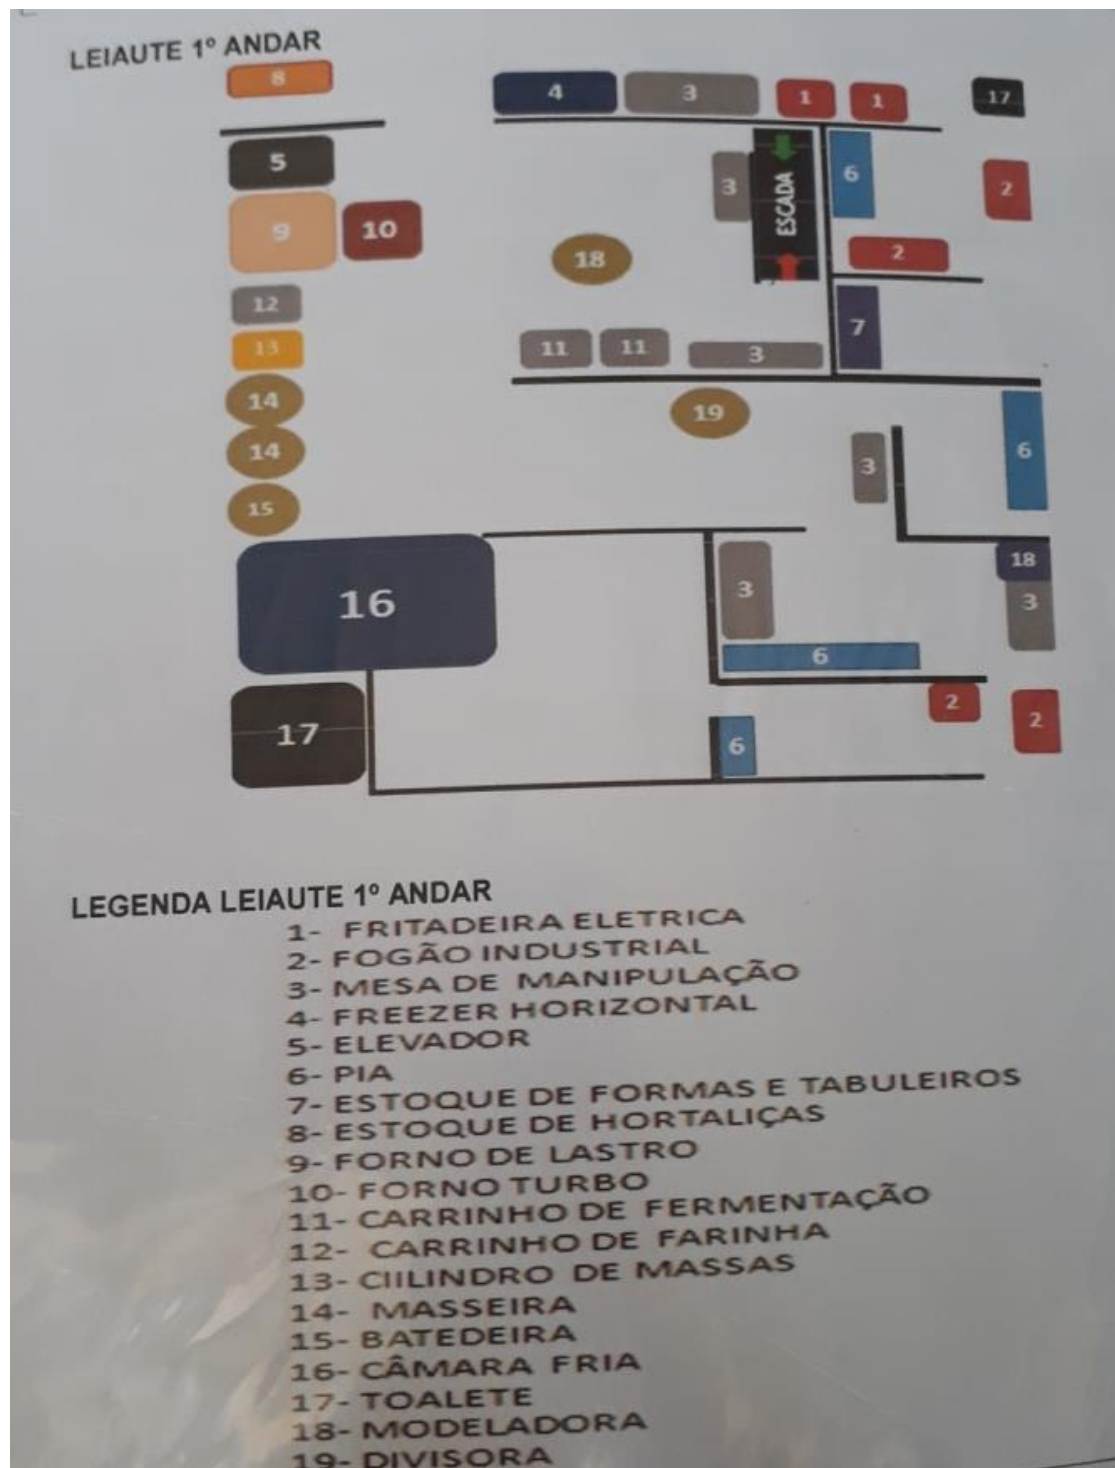 LEIAUTE 1º ANDAR
8
4 3 1 1 17
5 3 ESCADA 6 2
9 10 18 2
12 7
13 11 11 3
14 19
14 3 6
15
16 3 18
3
6
17 6 2 2
LEGENDA LEIAUTE 1º ANDAR
1- FRITADEIRA ELETRICA
2- FOGÃO INDUSTRIAL
3- MESA DE MANIPULAÇÃO
4- FREEZER HORIZONTAL
5- ELEVADOR
6- PIA
7- ESTOQUE DE FORMAS E TABULEIROS
8- ESTOQUE DE HORTALIÇAS
9- FORNO DE LASTRO
10- FORNO TURBO
11- CARRINHO DE FERMENTAÇÃO
12- CARRINHO DE FARINHA
13- CIILINDRO DE MASSAS
14- MASSEIRA
15- BATEDEIRA
16- CÂMARA FRIA
17- TOALETE
18- MODELADORA
19- DIVISORA